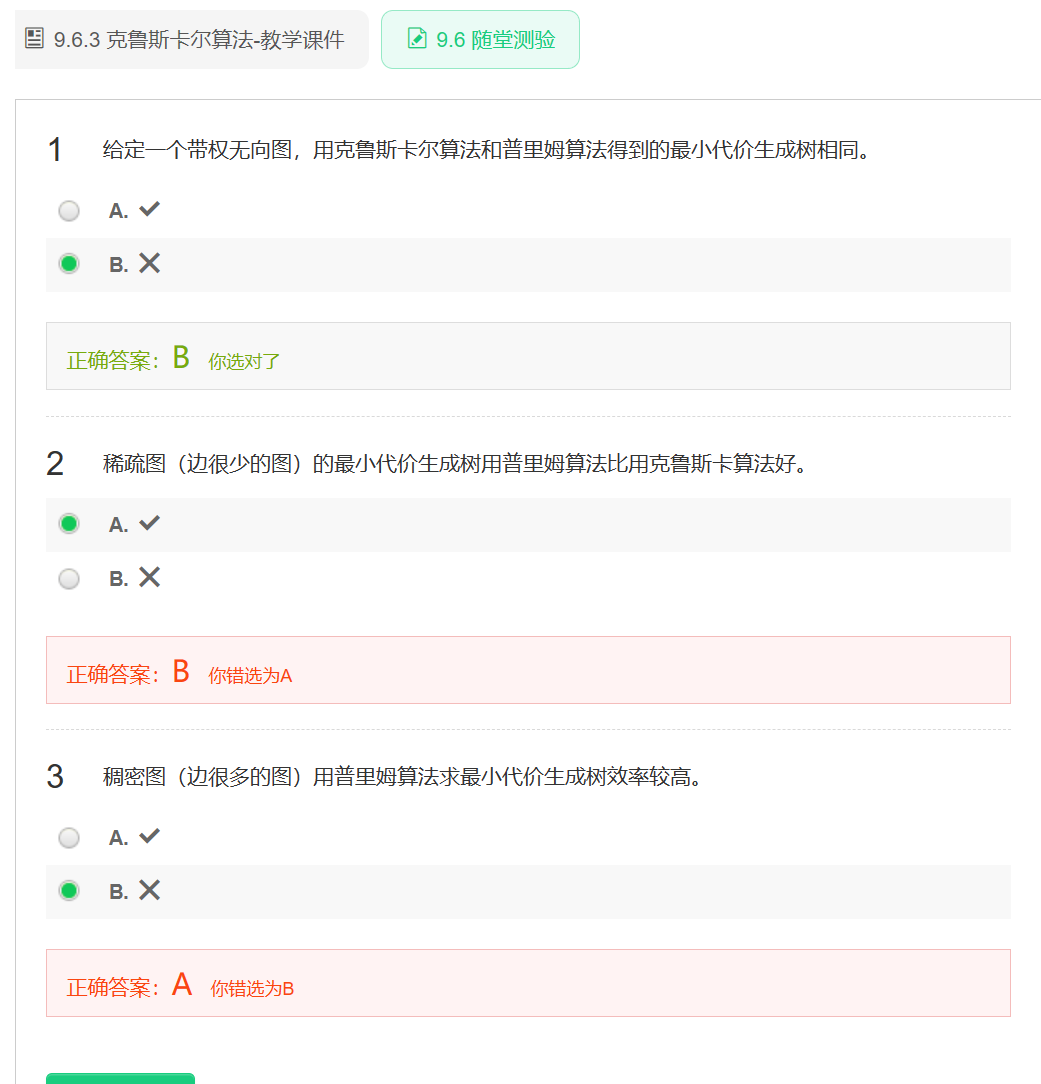 9.6.3 克鲁斯卡尔算法-教学课件 9.6 随堂测验
1 给定一个带权无向图，用克鲁斯卡尔算法和普里姆算法得到的最小代价生成树相同。
A. ✔
B. ✕
正确答案： B 你选对了
2 稀疏图（边很少的图）的最小代价生成树用普里姆算法比用克鲁斯卡算法好。
A. ✔
B. ✕
正确答案： B 你错选为A
3 稠密图（边很多的图）用普里姆算法求最小代价生成树效率较高。
A. ✔
B. ✕
正确答案： A 你错选为B